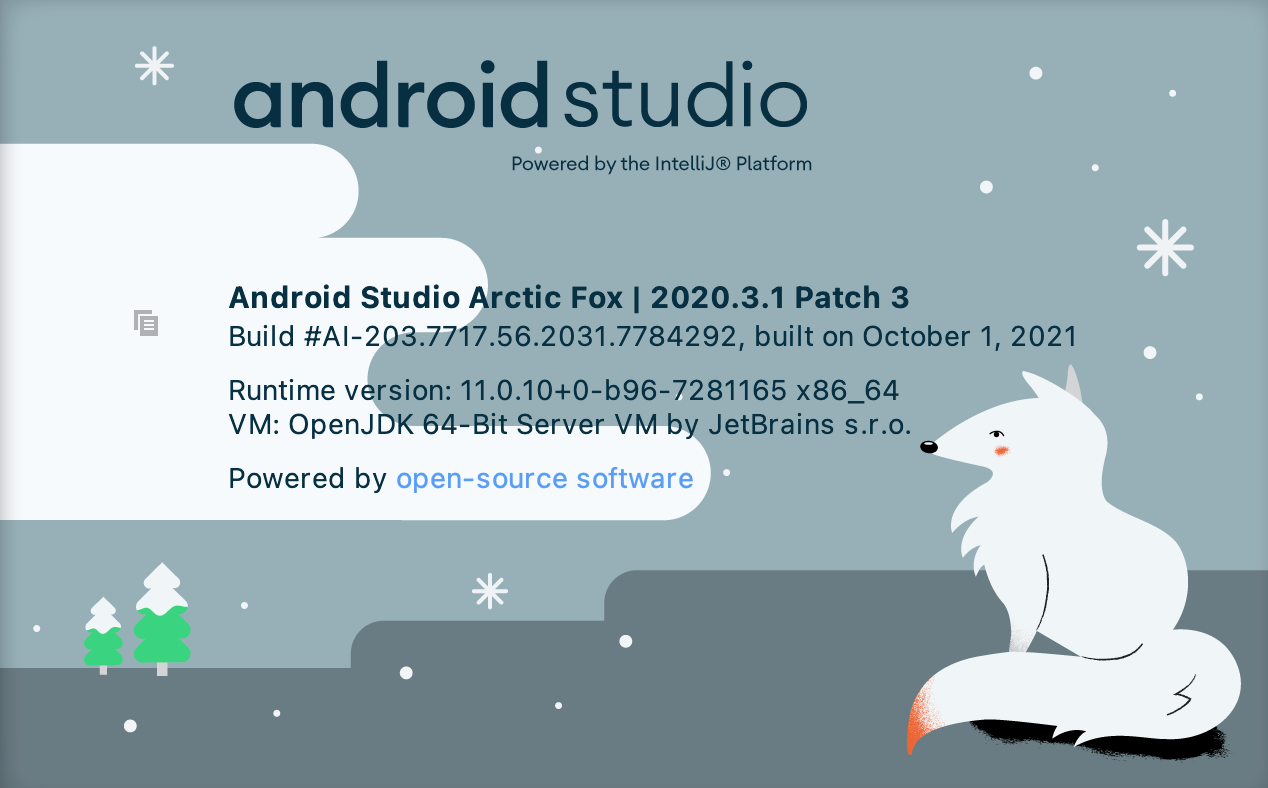 android studio
Powered by the IntelliJ® Platform
Android Studio Arctic Fox | 2020.3.1 Patch 3
Build #AI-203.7717.56.2031.7784292, built on October 1, 2021
Runtime version: 11.0.10+0-b96-7281165 x86_64
VM: OpenJDK 64-Bit Server VM by JetBrains s.r.o.
Powered by open-source software